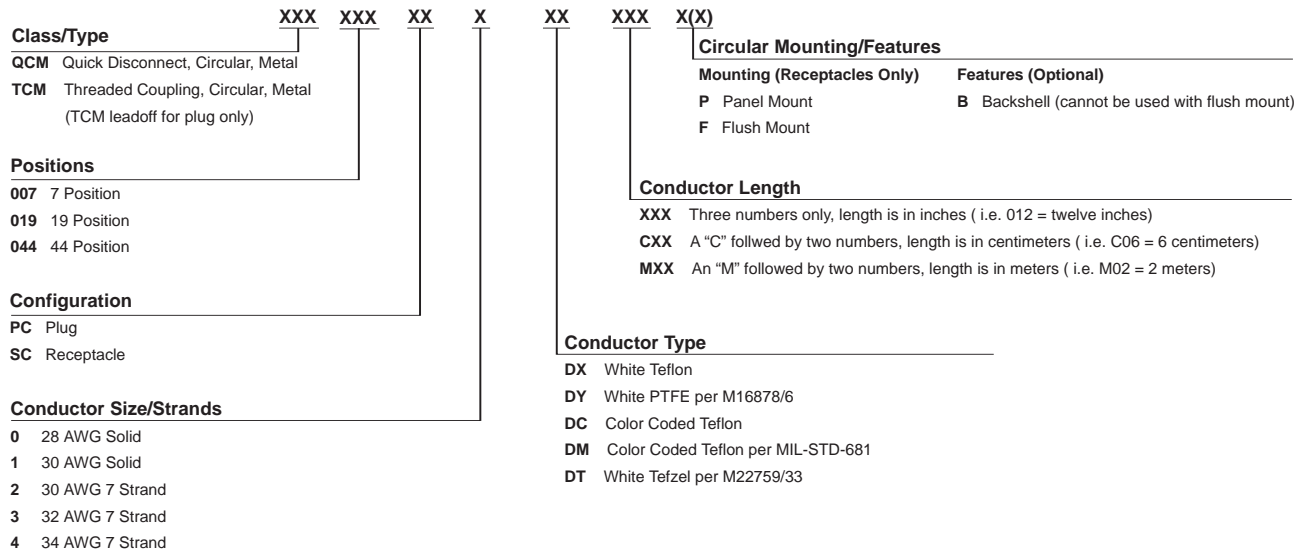 XXX XXX XX X XX XXX X(X)
Class/Type
QCM Quick Disconnect, Circular, Metal
TCM Threaded Coupling, Circular, Metal
(TCM leadoff for plug only)
Positions
007 7 Position
019 19 Position
044 44 Position
Configuration
PC Plug
SC Receptacle
Conductor Size/Strands
0 28 AWG Solid
1 30 AWG Solid
2 30 AWG 7 Strand
3 32 AWG 7 Strand
4 34 AWG 7 Strand
Circular Mounting/Features
Mounting (Receptacles Only) Features (Optional)
P Panel Mount B Backshell (cannot be used with flush mount)
F Flush Mount
Conductor Length
XXX Three numbers only, length is in inches ( i.e. 012 = twelve inches)
CXX A “C” follwed by two numbers, length is in centimeters ( i.e. C06 = 6 centimeters)
MXX An “M” followed by two numbers, length is in meters ( i.e. M02 = 2 meters)
Conductor Type
DX White Teflon
DY White PTFE per M16878/6
DC Color Coded Teflon
DM Color Coded Teflon per MIL-STD-681
DT White Tefzel per M22759/33